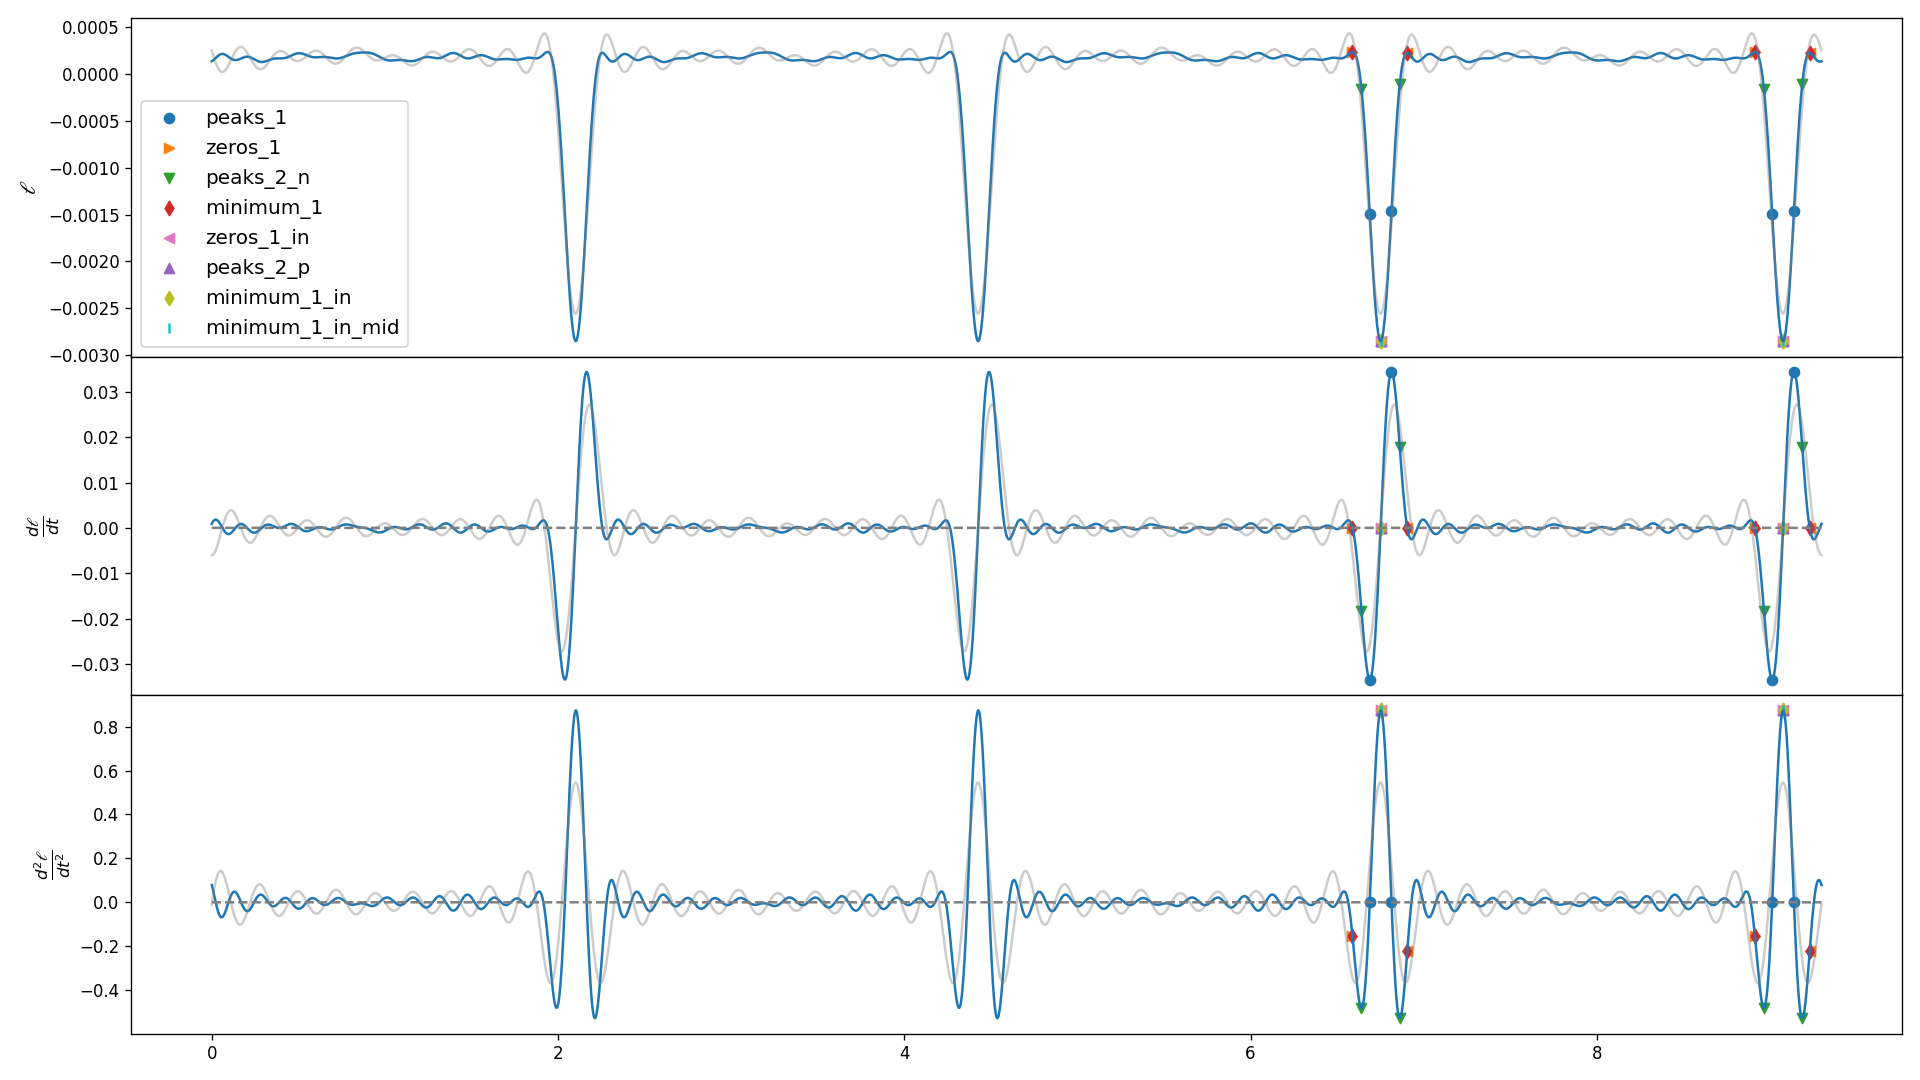 0.0005
0.0000
−0.0005
−0.0010
−0.0015
−0.0020
−0.0025
−0.0030
ℓ
peaks_1
zeros_1
peaks_2_n
minimum_1
zeros_1_in
peaks_2_p
minimum_1_in
minimum_1_in_mid
0.03
0.02
0.01
0.00
−0.01
−0.02
−0.03
dℓ
dt
0.8
0.6
0.4
0.2
0.0
−0.2
−0.4
d²ℓ
dt²
0 2 4 6 8